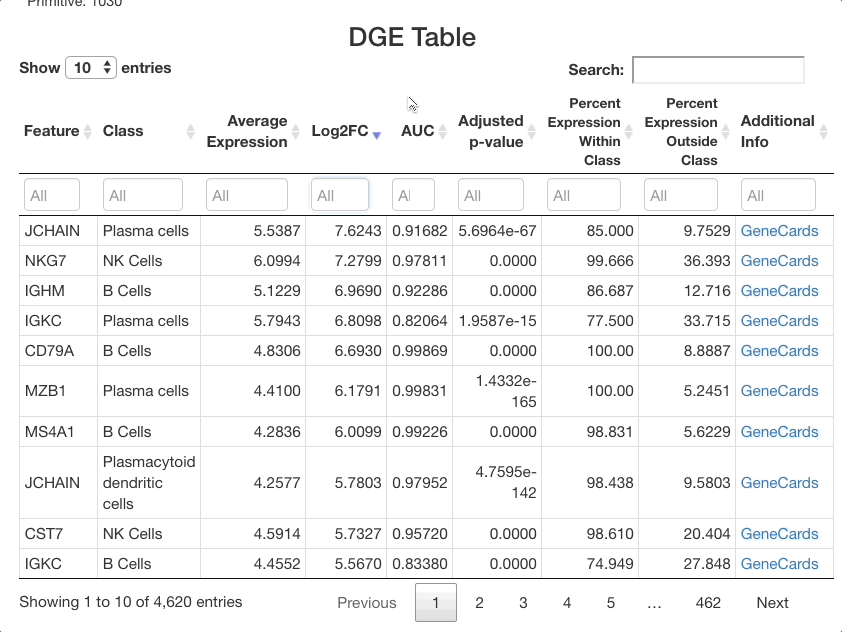 Primitive: 1030
DGE Table
Show 10 entries
Search:
Feature Class Average Expression Log2FC AUC Adjusted p-value Percent Expression Within Class Percent Expression Outside Class Additional Info
All All All All Al All All All All
JCHAIN Plasma cells 5.5387 7.6243 0.91682 5.6964e-67 85.000 9.7529 GeneCards
NKG7 NK Cells 6.0994 7.2799 0.97811 0.0000 99.666 36.393 GeneCards
IGHM B Cells 5.1229 6.9690 0.92286 0.0000 86.687 12.716 GeneCards
IGKC Plasma cells 5.7943 6.8098 0.82064 1.9587e-15 77.500 33.715 GeneCards
CD79A B Cells 4.8306 6.6930 0.99869 0.0000 100.00 8.8887 GeneCards
MZB1 Plasma cells 4.4100 6.1791 0.99831 1.4332e-165 100.00 5.2451 GeneCards
MS4A1 B Cells 4.2836 6.0099 0.99226 0.0000 98.831 5.6229 GeneCards
JCHAIN Plasmacytoid dendritic cells 4.2577 5.7803 0.97952 4.7595e-142 98.438 9.5803 GeneCards
CST7 NK Cells 4.5914 5.7327 0.95720 0.0000 98.610 20.404 GeneCards
IGKC B Cells 4.4552 5.5670 0.83380 0.0000 74.949 27.848 GeneCards
Showing 1 to 10 of 4,620 entries
Previous 1 2 3 4 5 … 462 Next